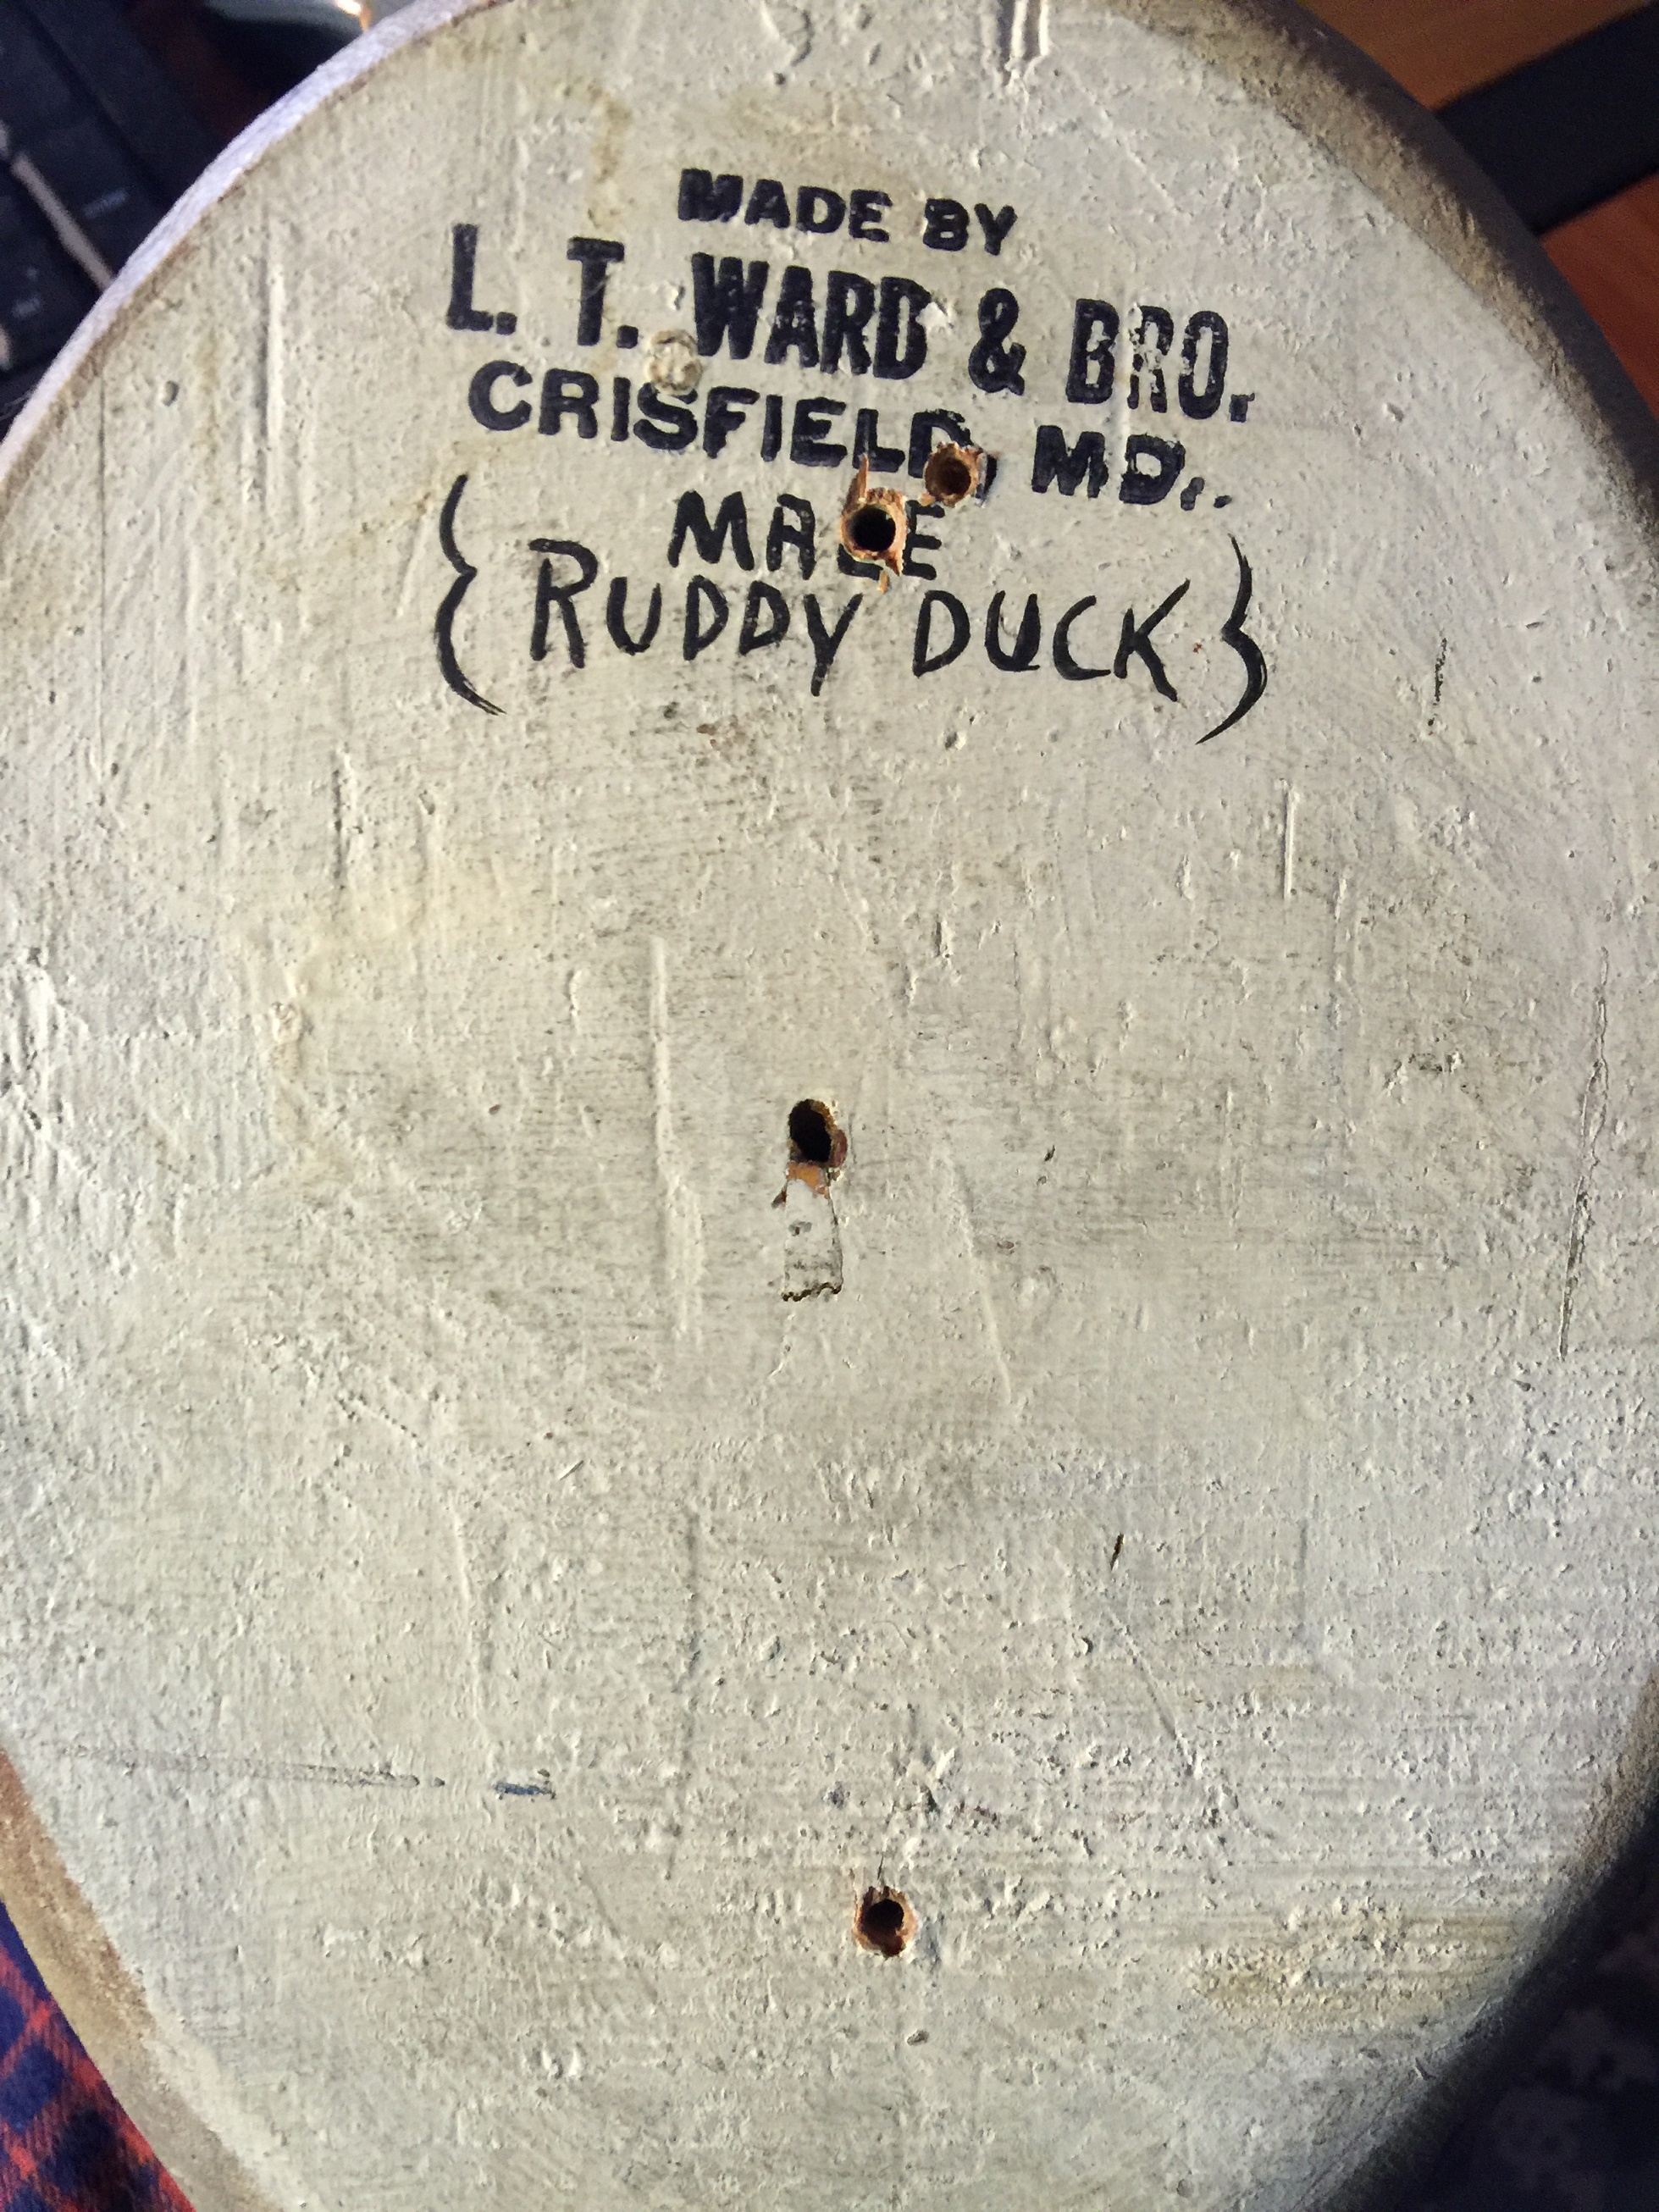 MADE BY
L. T. WARD & BRO.
CRISFIELD, MD..
MALE
{ RUDDY DUCK }